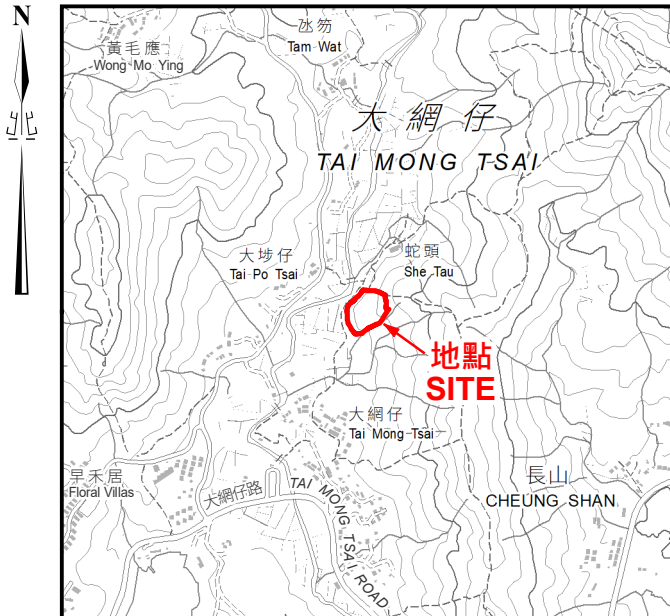 N
北
氹笏
Tam Wat
黃毛應
Wong Mo Ying
大網仔
TAI MONG TSAI
大埗仔
Tai Po Tsai
蛇頭
She Tau
地點
SITE
大網仔
Tai Mong Tsai
早禾居
Floral Villas
大網仔路
TAI MONG TSAI ROAD
長山
CHEUNG SHAN